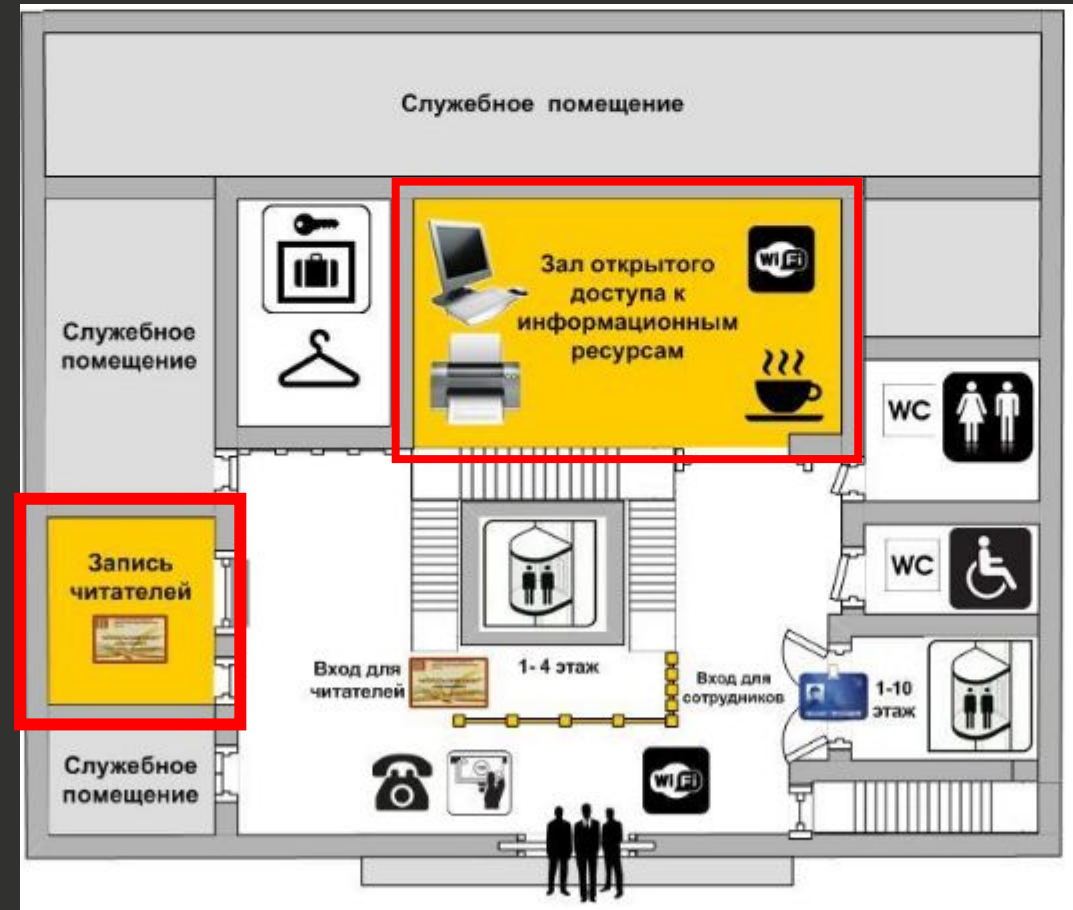 Служебное помещение
WiFi
Зал открытого
доступа к
информационным
ресурсам
Служебное
помещение
WC
WC
Запись
читателей
Вход для
читателей
1- 4 этаж
Вход для
сотрудников
1-10
этаж
Служебное
помещение
WiFi